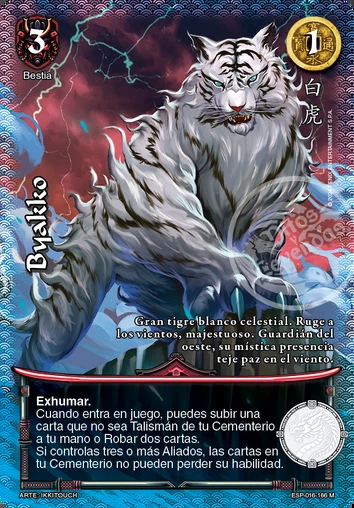 3
1
Bestia
白虎
Byakko
Gran tigre blanco celestial. Ruge a
los vientos, majestuoso. Guardián del
oeste, su mística presencia
teje paz en el viento.
Exhumar.
Cuando entra en juego, puedes subir una
carta que no sea Talismán de tu Cementerio
a tu mano o Robar dos cartas.
Si controlas tres o más Aliados, las cartas en
tu Cementerio no pueden perder su habilidad.
ARTE: IKKITOUCH
ESP-016-166 M